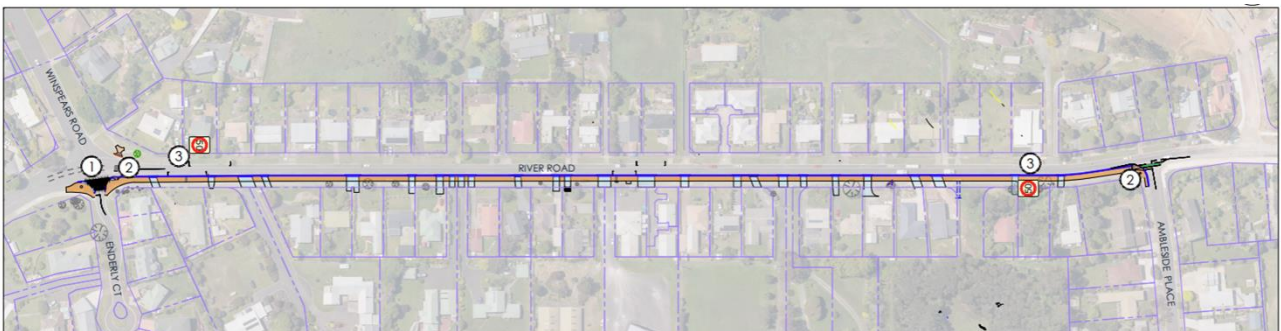 WINSPEARS ROAD
1
2
3
RIVER ROAD
3
2
ENDERLY CT
AMBLESIDE PLACE